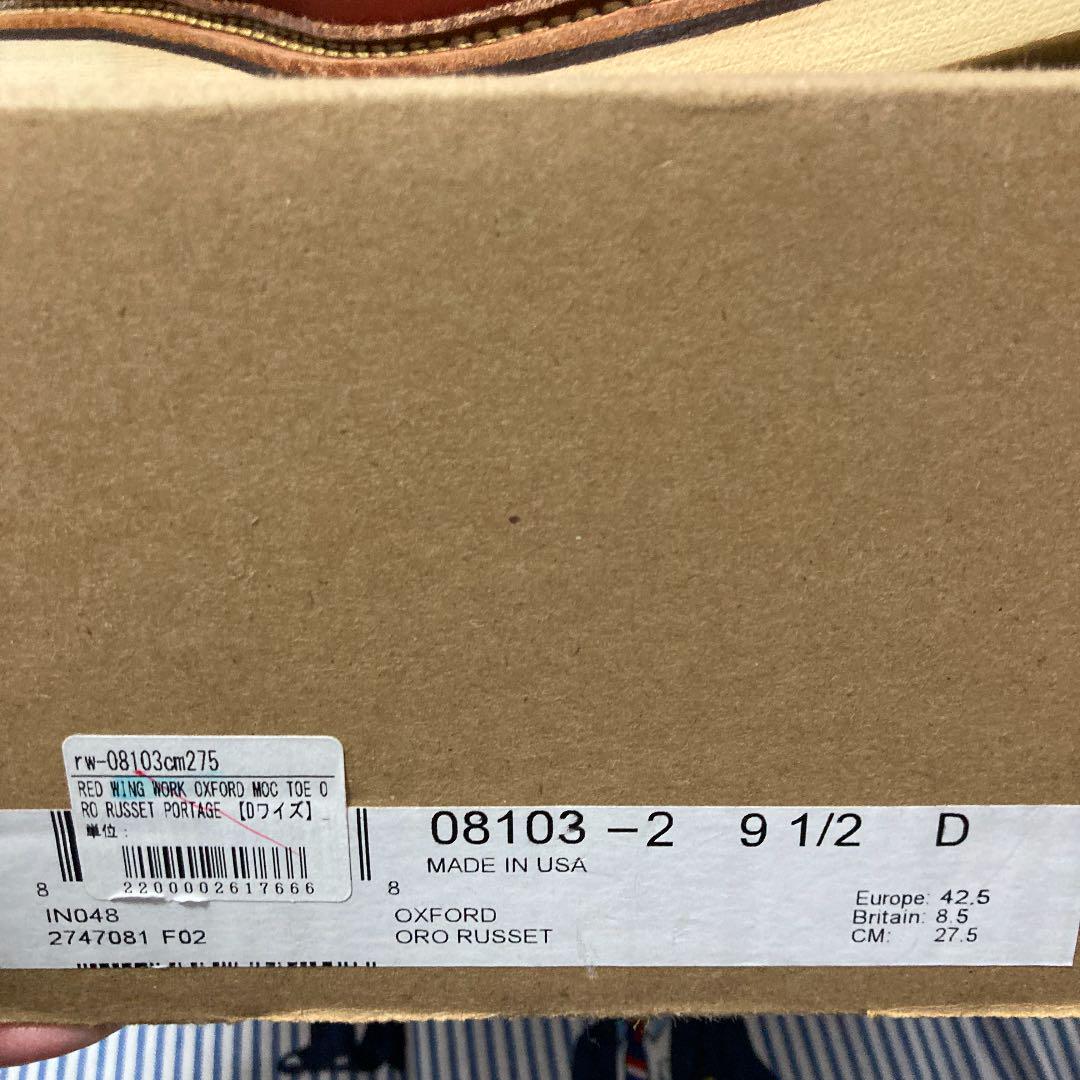 rw-08103cm275
RED WING WORK OXFORD MOC TOE O
RO RUSSET PORTAGE 【Dワイズ】
単位:
2200002617666
8 8
IN048
2747081 F02
08103 -2 9 1/2 D
MADE IN USA
OXFORD
ORO RUSSET
Europe: 42.5
Britain: 8.5
CM: 27.5